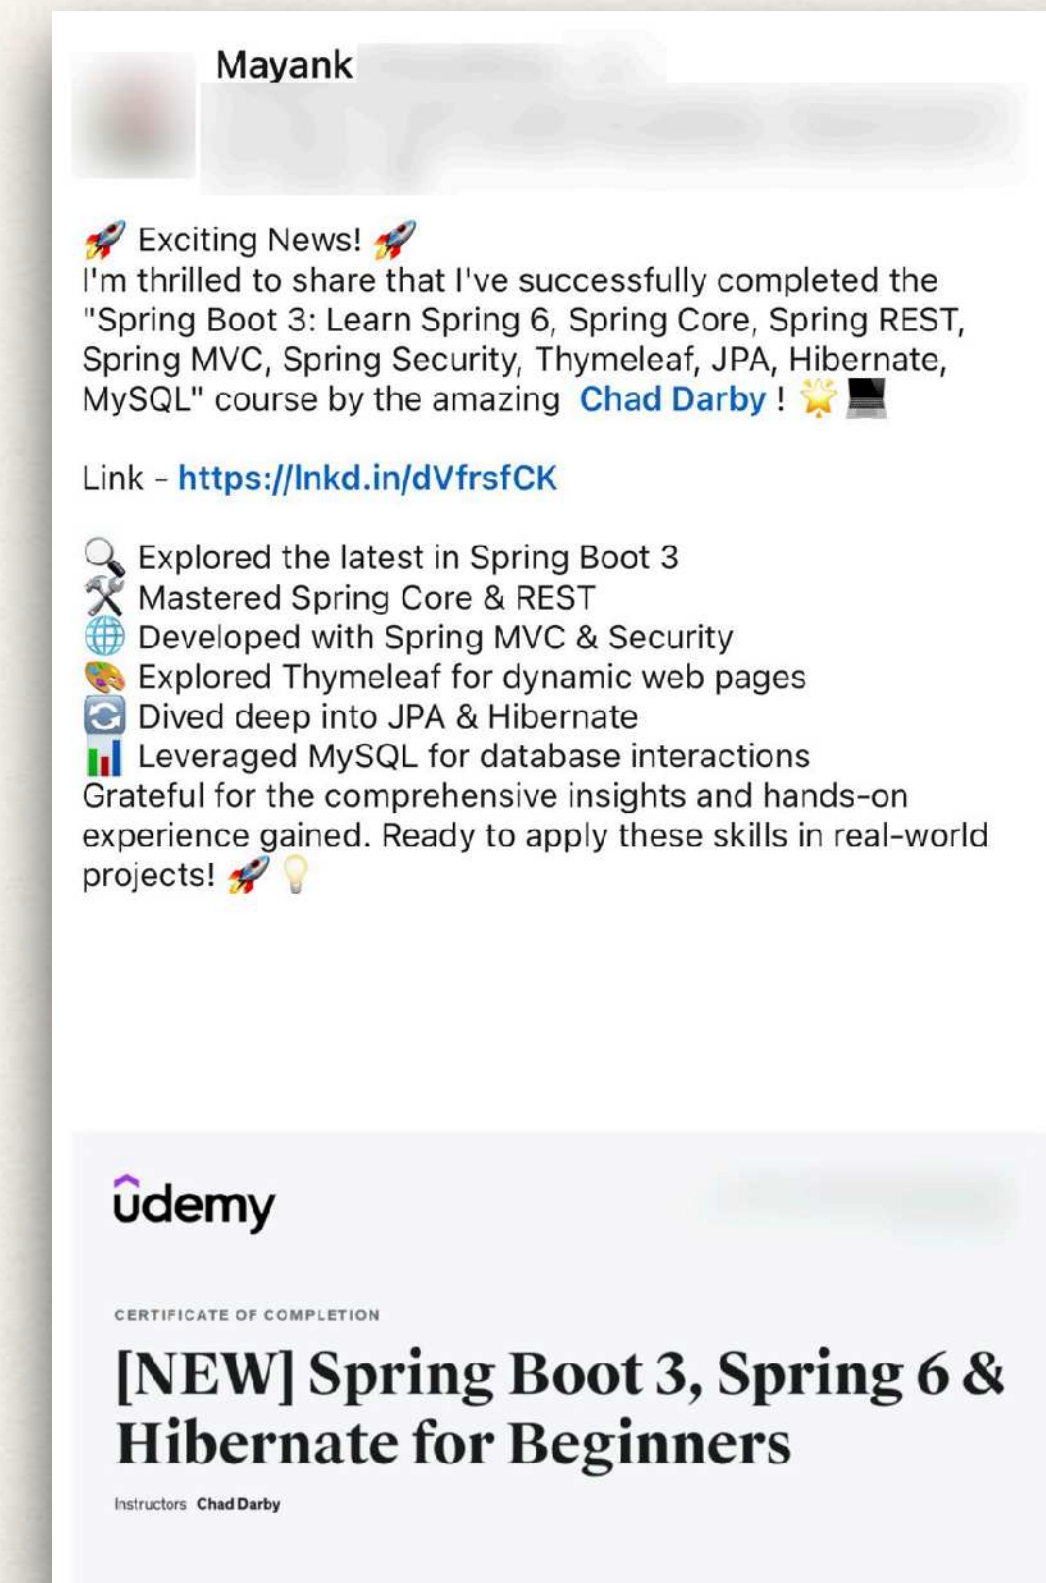 Mayank
🚀 Exciting News! 🚀
I'm thrilled to share that I've successfully completed the
"Spring Boot 3: Learn Spring 6, Spring Core, Spring REST,
Spring MVC, Spring Security, Thymeleaf, JPA, Hibernate,
MySQL" course by the amazing Chad Darby ! 🌟 💻
Link - https://lnkd.in/dVfrsfCK
🔍 Explored the latest in Spring Boot 3
🛠 Mastered Spring Core & REST
🌐 Developed with Spring MVC & Security
🎨 Explored Thymeleaf for dynamic web pages
🔄 Dived deep into JPA & Hibernate
📊 Leveraged MySQL for database interactions
Grateful for the comprehensive insights and hands-on
experience gained. Ready to apply these skills in real-world
projects! 🚀 💡
udemy
CERTIFICATE OF COMPLETION
[NEW] Spring Boot 3, Spring 6 &
Hibernate for Beginners
Instructors Chad Darby